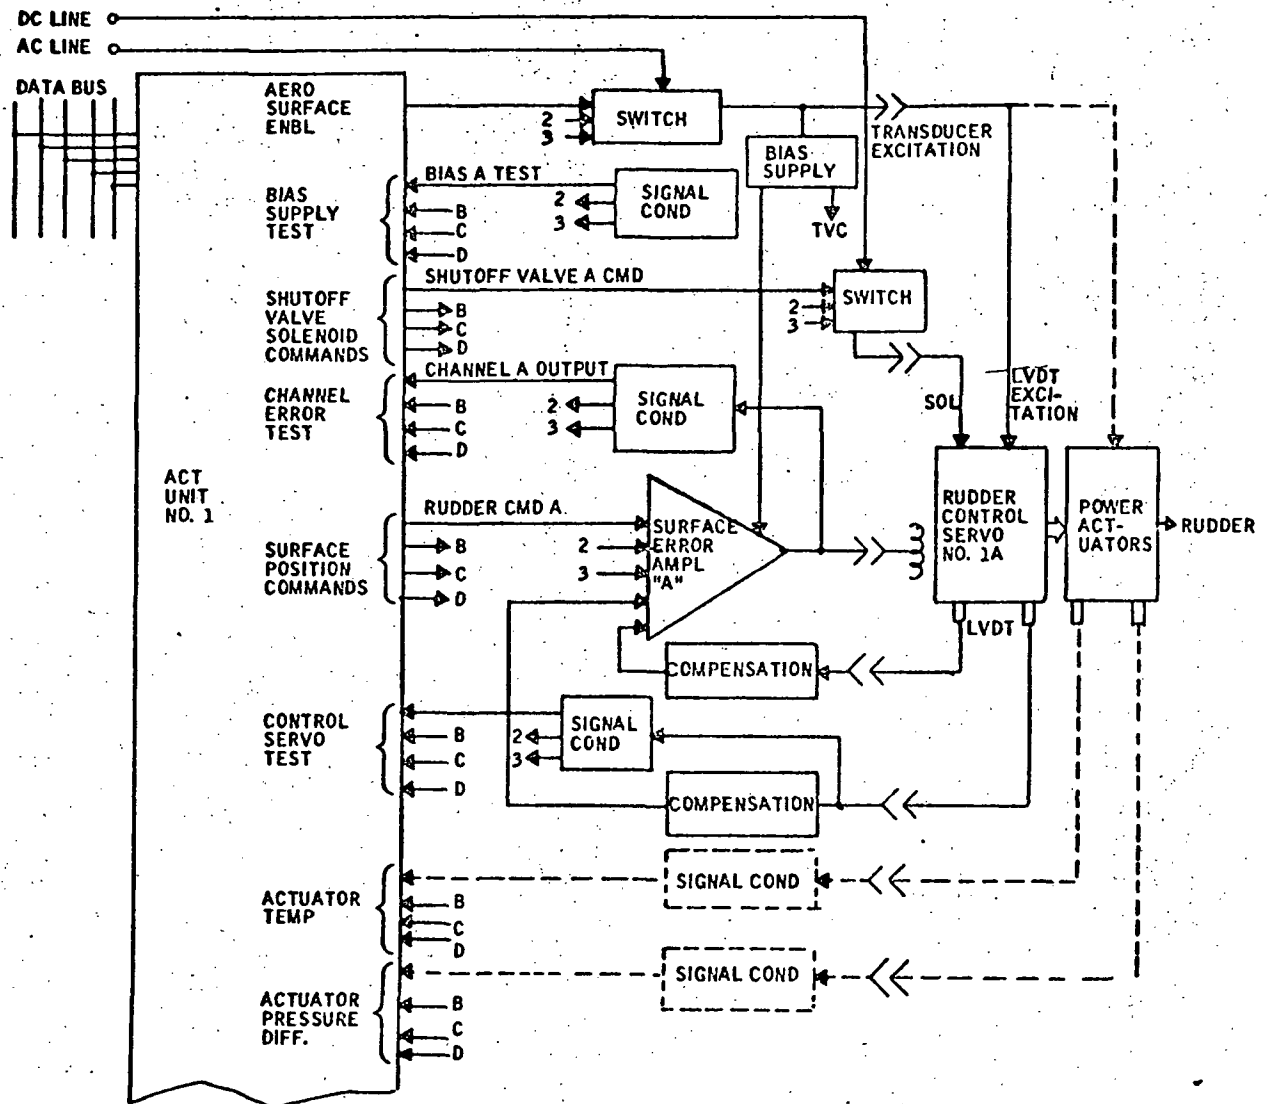 DC LINE
AC LINE
DATA BUS
AERO
SURFACE
ENBL
2
3
SWITCH
TRANSDUCER
EXCITATION
BIAS
SUPPLY
TVC
BIAS
SUPPLY
TEST
BIAS A TEST
B
C
D
2
3
SIGNAL
COND
SHUTOFF
VALVE
SOLENOID
COMMANDS
SHUTOFF VALVE A CMD
B
C
D
2
3
SWITCH
SOL
LVDT
EXCI-
TATION
CHANNEL
ERROR
TEST
CHANNEL A OUTPUT
B
C
D
2
3
SIGNAL
COND
ACT
UNIT
NO. 1
SURFACE
POSITION
COMMANDS
RUDDER CMD A
B
C
D
2
3
SURFACE
ERROR
AMPL
"A"
RUDDER
CONTROL
SERVO
NO. 1A
POWER
ACT-
UATORS
RUDDER
LVDT
COMPENSATION
CONTROL
SERVO
TEST
B
C
D
2
3
SIGNAL
COND
COMPENSATION
ACTUATOR
TEMP
B
C
D
SIGNAL COND
ACTUATOR
PRESSURE
DIFF.
B
C
D
SIGNAL COND